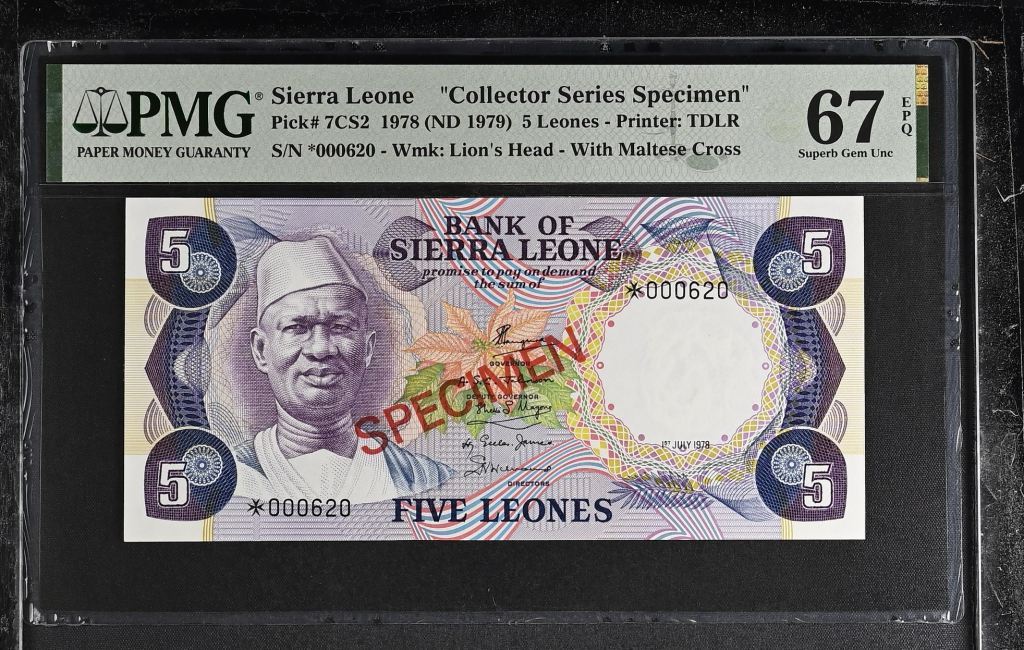 PMG®
PAPER MONEY GUARANTY
Sierra Leone "Collector Series Specimen"
Pick# 7CS2 1978 (ND 1979) 5 Leones - Printer: TDLR
S/N *000620 - Wmk: Lion's Head - With Maltese Cross
67
EPQ
Superb Gem Unc
5
BANK OF
SIERRA LEONE
promise to pay on demand
the sum of
5
*000620
GOVERNOR
DEPUTY GOVERNOR
SPECIMEN
1ST JULY 1978
DIRECTORS
5
*000620
FIVE LEONES
5